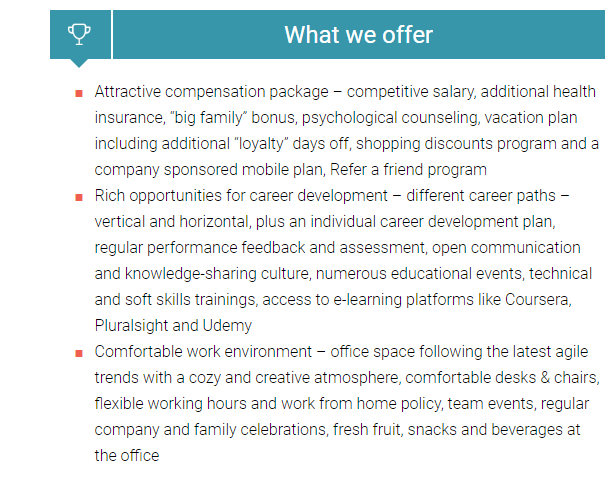 What we offer
Attractive compensation package – competitive salary, additional health
insurance, “big family” bonus, psychological counseling, vacation plan
including additional “loyalty” days off, shopping discounts program and a
company sponsored mobile plan, Refer a friend program
Rich opportunities for career development – different career paths –
vertical and horizontal, plus an individual career development plan,
regular performance feedback and assessment, open communication
and knowledge-sharing culture, numerous educational events, technical
and soft skills trainings, access to e-learning platforms like Coursera,
Pluralsight and Udemy
Comfortable work environment – office space following the latest agile
trends with a cozy and creative atmosphere, comfortable desks & chairs,
flexible working hours and work from home policy, team events, regular
company and family celebrations, fresh fruit, snacks and beverages at
the office